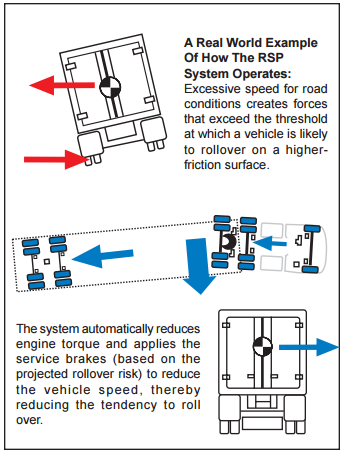 A Real World Example
Of How The RSP
System Operates:
Excessive speed for road
conditions creates forces
that exceed the threshold
at which a vehicle is likely
to rollover on a higher-
friction surface.
The system automatically reduces
engine torque and applies the
service brakes (based on the
projected rollover risk) to reduce
the vehicle speed, thereby
reducing the tendency to roll
over.